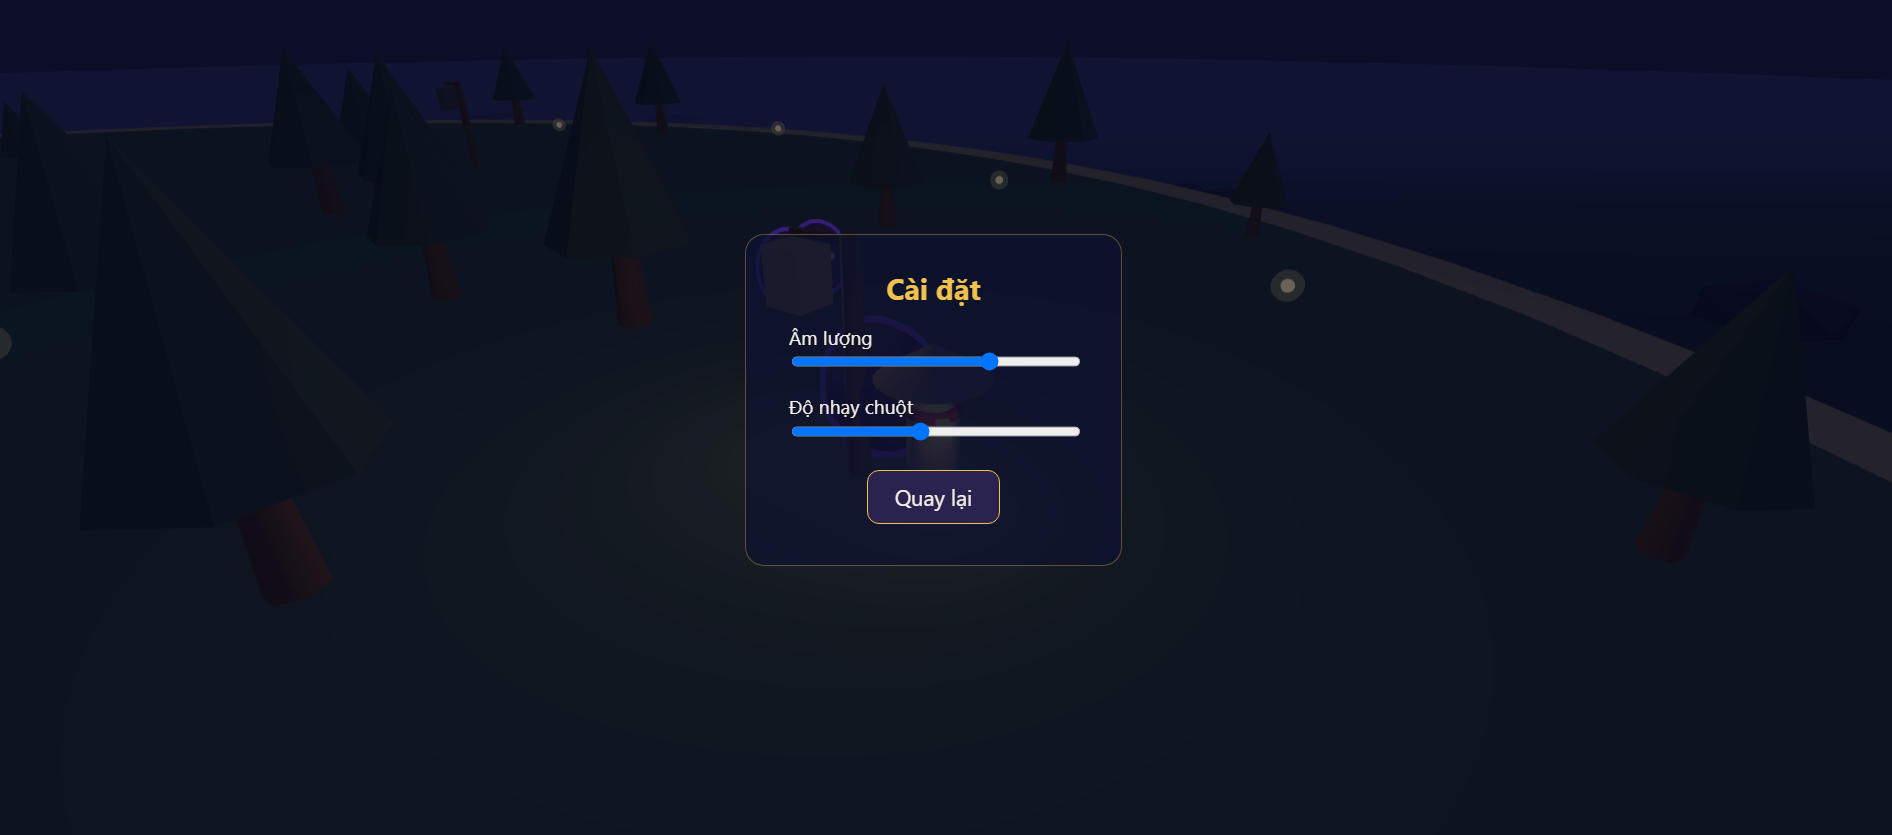 Cài đặt
Âm lượng
Độ nhạy chuột
Quay lại